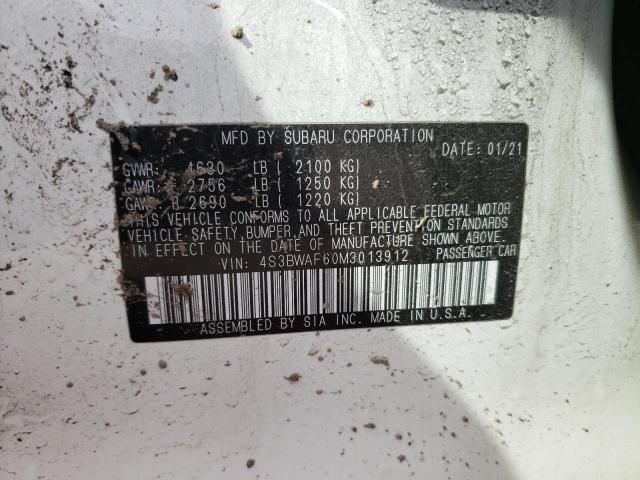 MFD BY SUBARU CORPORATION
DATE: 01/21
GVWR: 4630 LB ( 2100 KG)
GAWR: F 2756 LB ( 1250 KG)
GAWR: R 2690 LB ( 1220 KG)
THIS VEHICLE CONFORMS TO ALL APPLICABLE FEDERAL MOTOR
VEHICLE SAFETY, BUMPER, AND THEFT PREVENTION STANDARDS
IN EFFECT ON THE DATE OF MANUFACTURE SHOWN ABOVE.
VIN: 4S3BWAF60M3013912 PASSENGER CAR
ASSEMBLED BY SIA INC. MADE IN U.S.A.